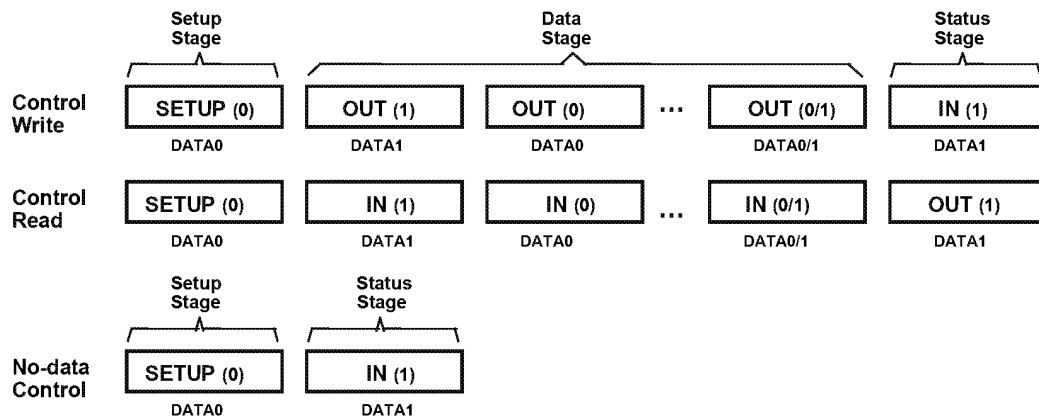 Setup Stage
Data Stage
Status Stage
Control Write
SETUP (0) OUT (1) OUT (0) ... OUT (0/1) IN (1)
DATA0 DATA1 DATA0 DATA0/1 DATA1
Control Read
SETUP (0) IN (1) IN (0) ... IN (0/1) OUT (1)
DATA0 DATA1 DATA0 DATA0/1 DATA1
Setup Stage
Status Stage
No-data Control
SETUP (0) IN (1)
DATA0 DATA1